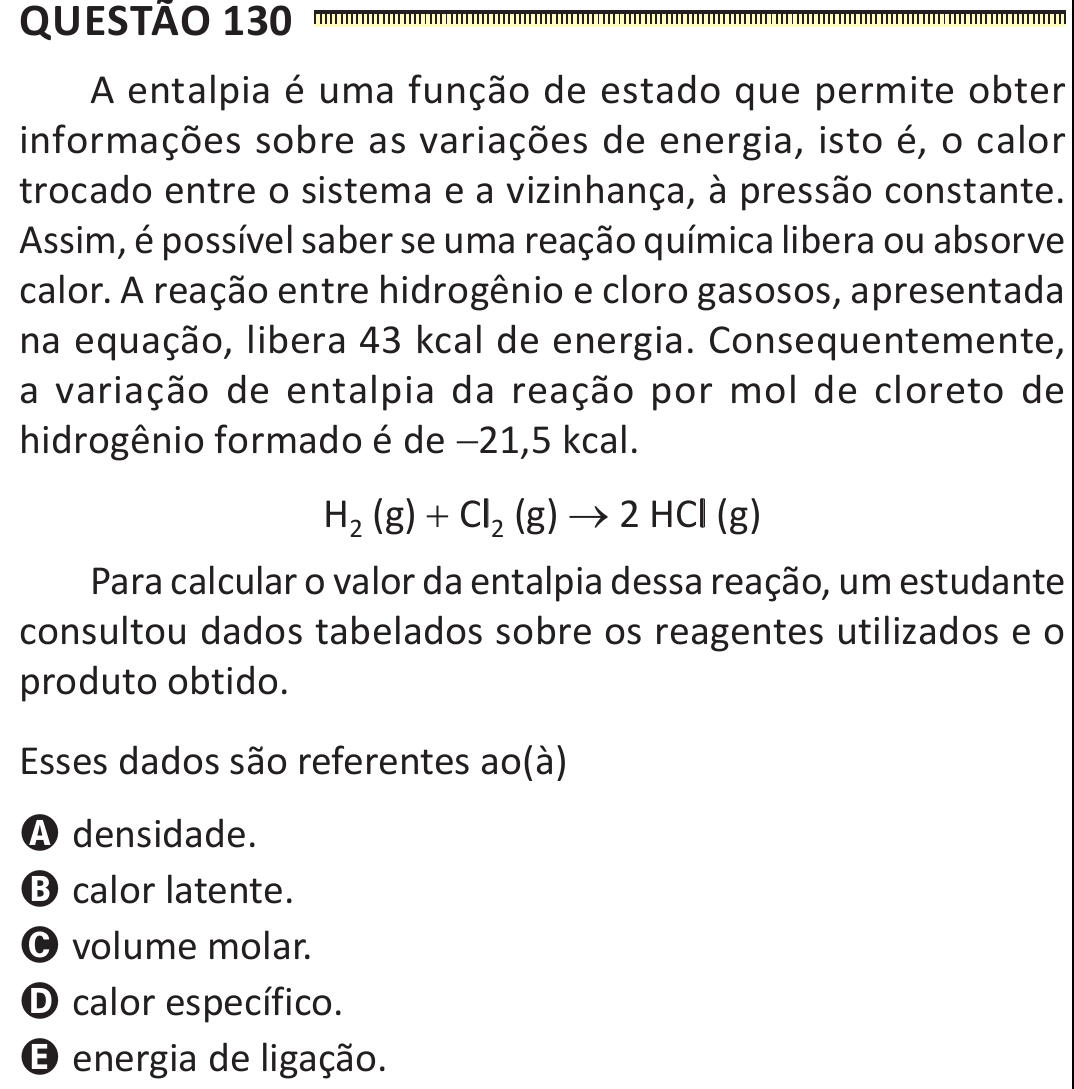 QUESTÃO 130
A entalpia é uma função de estado que permite obter
informações sobre as variações de energia, isto é, o calor
trocado entre o sistema e a vizinhança, à pressão constante.
Assim, é possível saber se uma reação química libera ou absorve
calor. A reação entre hidrogênio e cloro gasosos, apresentada
na equação, libera 43 kcal de energia. Consequentemente,
a variação de entalpia da reação por mol de cloreto de
hidrogênio formado é de –21,5 kcal.
H₂ (g) + Cl₂ (g) → 2 HCl (g)
Para calcular o valor da entalpia dessa reação, um estudante
consultou dados tabelados sobre os reagentes utilizados e o
produto obtido.
Esses dados são referentes ao(à)
A densidade.
B calor latente.
C volume molar.
D calor específico.
E energia de ligação.